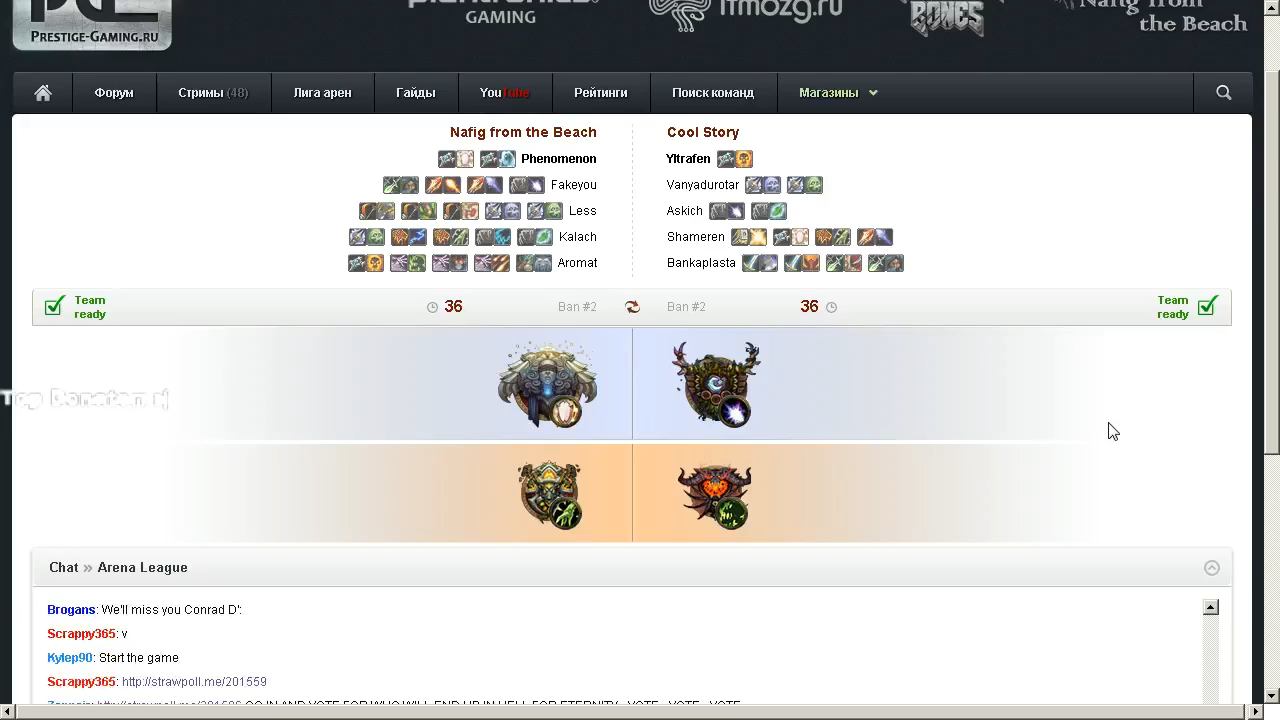 PRESTIGE-GAMING.RU
GAMING
itmozg.ru
BONES
Nafig from
the Beach
Форум
Стримы (48)
Лига арен
Гайды
YouTube
Рейтинги
Поиск команд
Магазины
Nafig from the Beach
Cool Story
Phenomenon
Yltrafen
Fakeyou
Vanyadurotar
Less
Askich
Kalach
Shameren
Aromat
Bankaplasta
Team ready
36
Ban #2
Ban #2
36
Team ready
Chat » Arena League
Brogans: We'll miss you Conrad D':
Scrappy365: v
Kylep90: Start the game
Scrappy365: http://strawpoll.me/201559